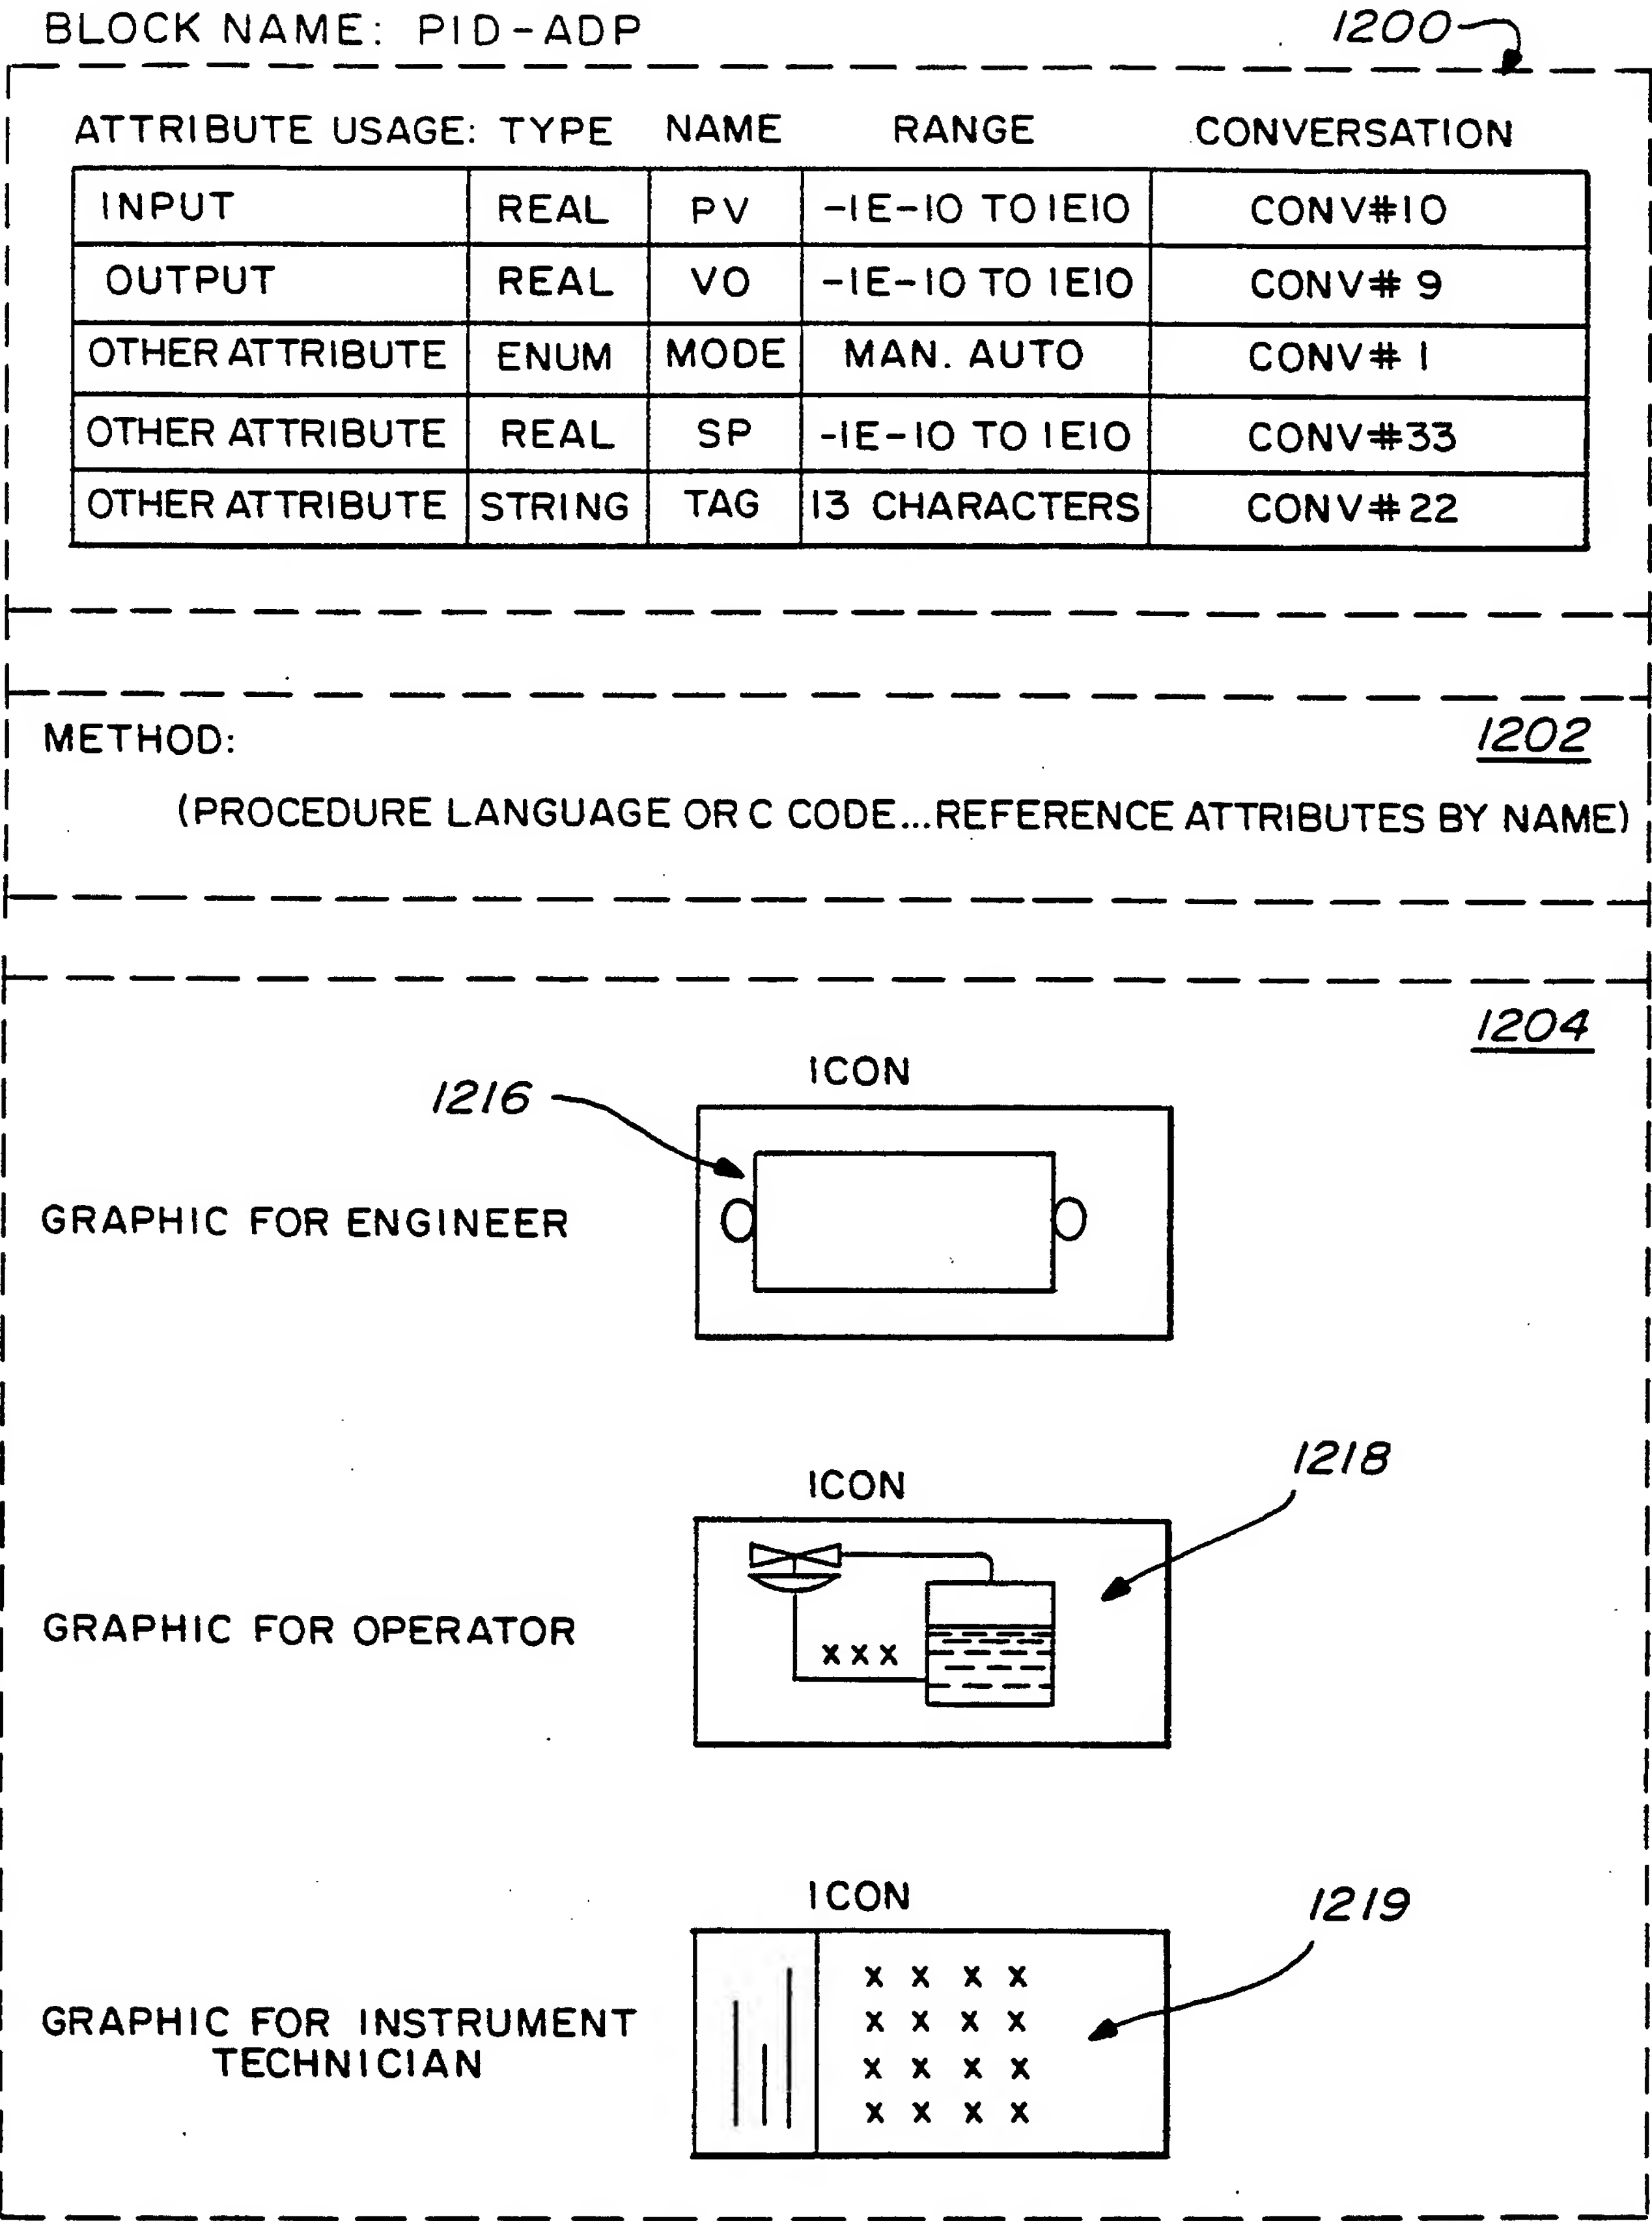 BLOCK NAME: PID-ADP 1200
ATTRIBUTE USAGE: TYPE NAME RANGE CONVERSATION
INPUT REAL PV -1E-10 TO 1E10 CONV#10
OUTPUT REAL VO -1E-10 TO 1E10 CONV# 9
OTHER ATTRIBUTE ENUM MODE MAN. AUTO CONV# 1
OTHER ATTRIBUTE REAL SP -1E-10 TO 1E10 CONV#33
OTHER ATTRIBUTE STRING TAG 13 CHARACTERS CONV#22
METHOD: 1202
(PROCEDURE LANGUAGE OR C CODE...REFERENCE ATTRIBUTES BY NAME)
1204
ICON
1216
GRAPHIC FOR ENGINEER
1218
ICON
GRAPHIC FOR OPERATOR
X X X
ICON
1219
X X X X
X X X X
GRAPHIC FOR INSTRUMENT
TECHNICIAN
X X X X
X X X X